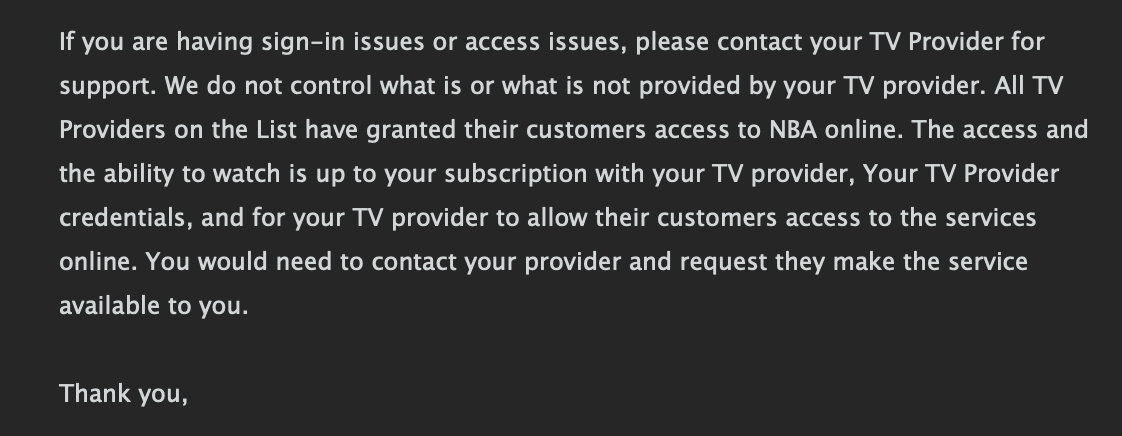 If you are having sign-in issues or access issues, please contact your TV Provider for
support. We do not control what is or what is not provided by your TV provider. All TV
Providers on the List have granted their customers access to NBA online. The access and
the ability to watch is up to your subscription with your TV provider, Your TV Provider
credentials, and for your TV provider to allow their customers access to the services
online. You would need to contact your provider and request they make the service
available to you.
Thank you,